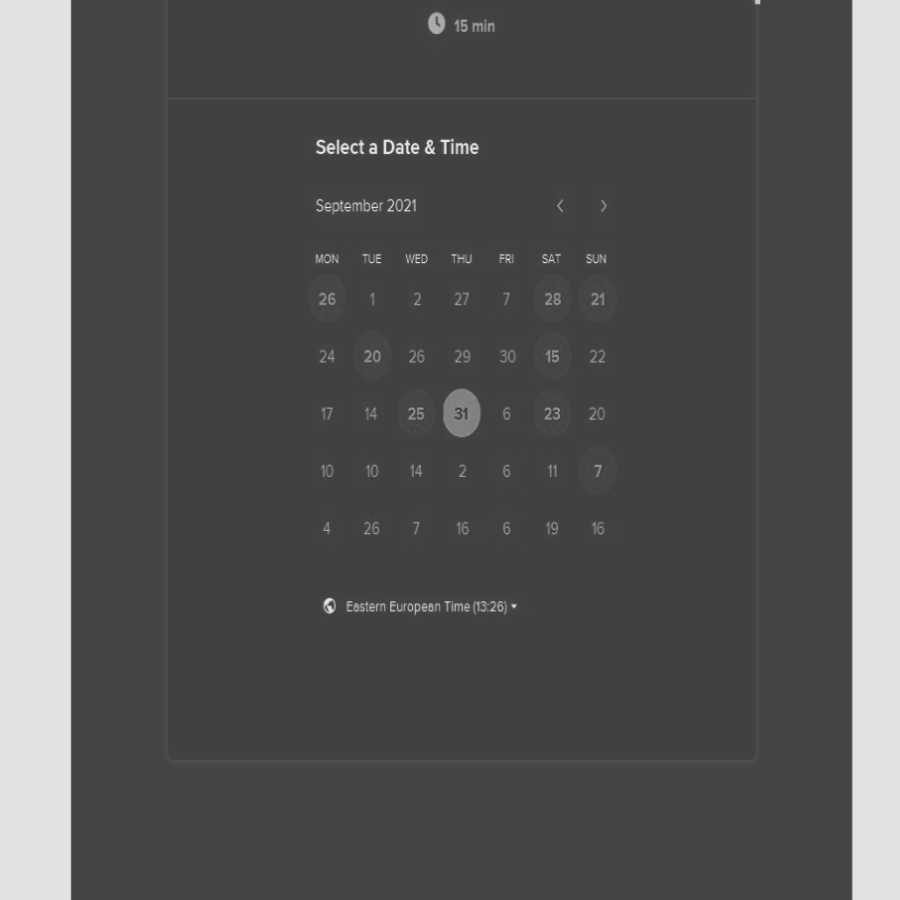 15 min
Select a Date & Time
September 2021
MON TUE WED THU FRI SAT SUN
26 1 2 27 7 28 21
24 20 26 29 30 15 22
17 14 25 31 6 23 20
10 10 14 2 6 11 7
4 26 7 16 6 19 16
Eastern European Time (13:26)